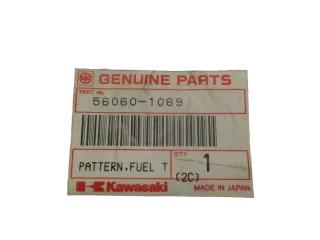 GENUINE PARTS
PART. No.
56060-1069
PATTERN.FUEL T
QTY
1
(2C)
Kawasaki
MADE IN JAPAN